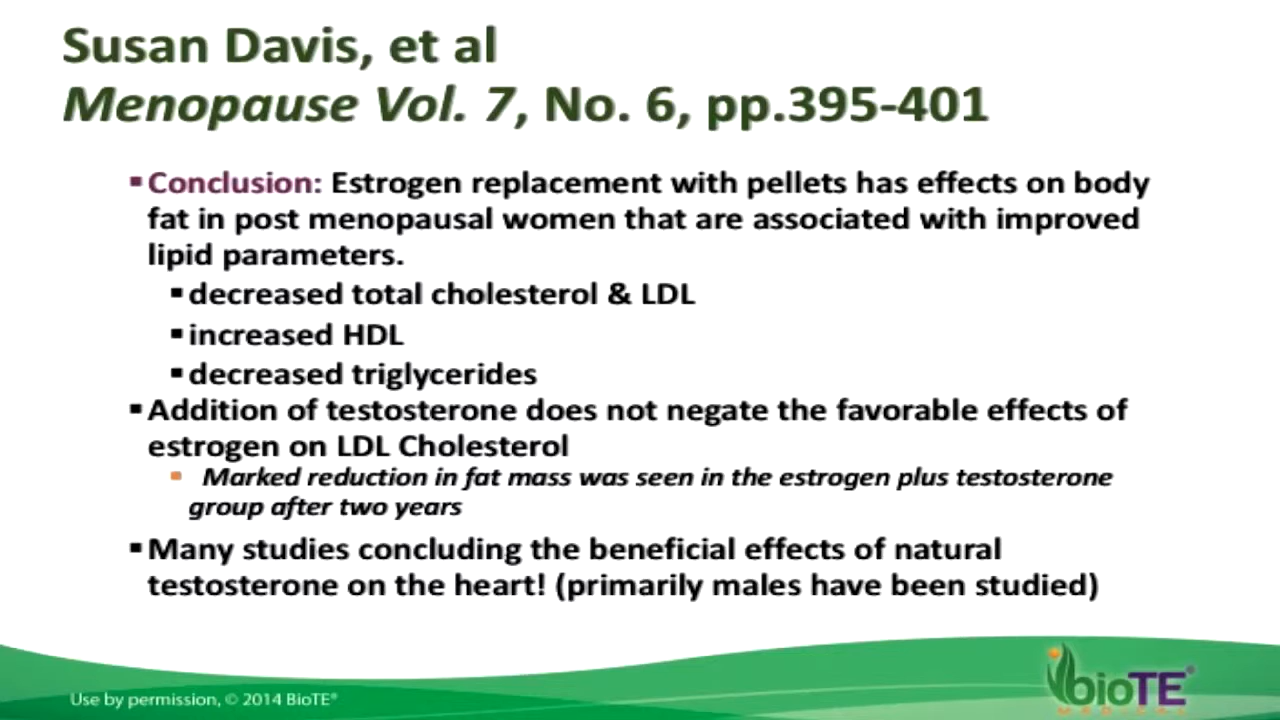 Susan Davis, et al
Menopause Vol. 7, No. 6, pp.395-401
▪Conclusion: Estrogen replacement with pellets has effects on body
fat in post menopausal women that are associated with improved
lipid parameters.
▪decreased total cholesterol & LDL
▪increased HDL
▪decreased triglycerides
▪Addition of testosterone does not negate the favorable effects of
estrogen on LDL Cholesterol
▪ Marked reduction in fat mass was seen in the estrogen plus testosterone
group after two years
▪Many studies concluding the beneficial effects of natural
testosterone on the heart! (primarily males have been studied)
Use by permission, © 2014 BioTE®
bioTE®
MEDICAL